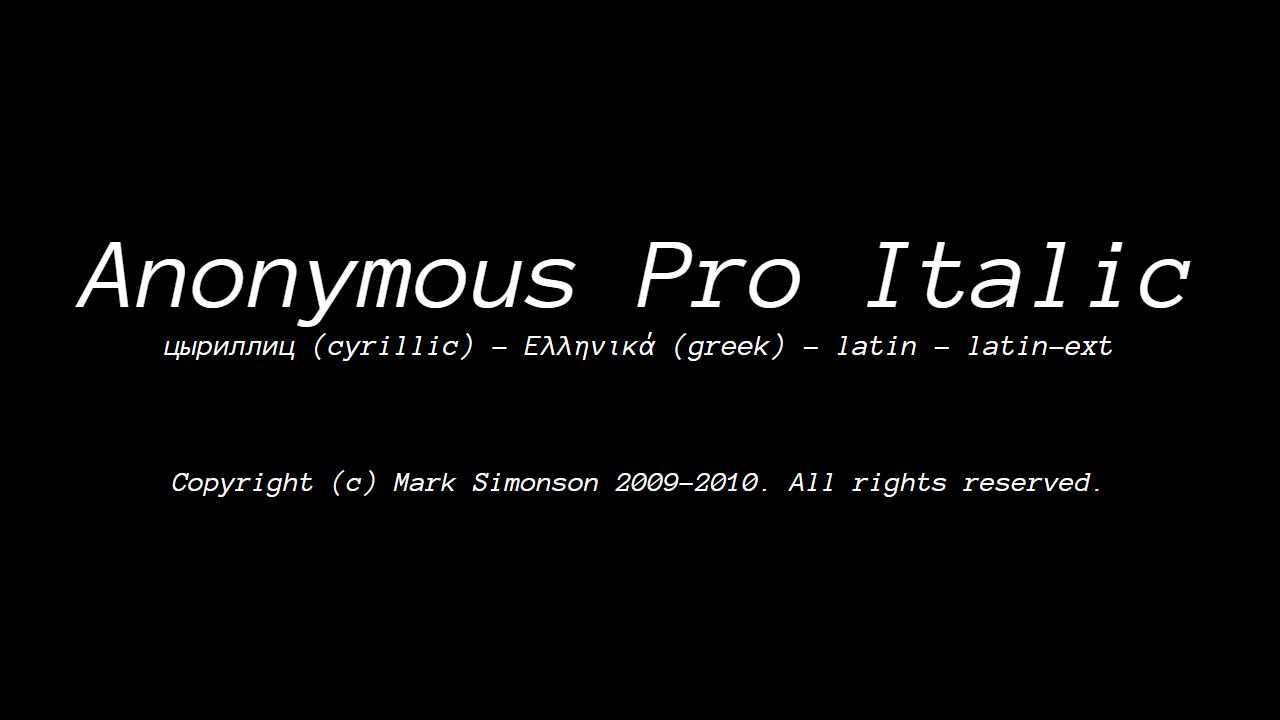 Anonymous Pro Italic
цыриллиц (cyrillic) – Ελληνικά (greek) – latin – latin-ext
Copyright (c) Mark Simonson 2009-2010. All rights reserved.